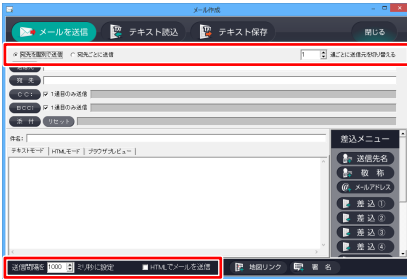 メール作成
メールを送信 テキスト読込 テキスト保存 閉じる
宛先を個別で送信 宛先ごとに送信 1 通ごとに送信元を切り替える
宛 先
CC: 1通目のみ送信
BCC: 1通目のみ送信
添 付 リセット
件名:
テキストモード HTMLモード ブラウザプレビュー
差込メニュー
送信先名
敬 称
@, メールアドレス
差 込 ①
差 込 ②
差 込 ③
差 込 ④
送信間隔を 1000 ミリ秒に設定 HTMLでメールを送信 地図リンク 署 名